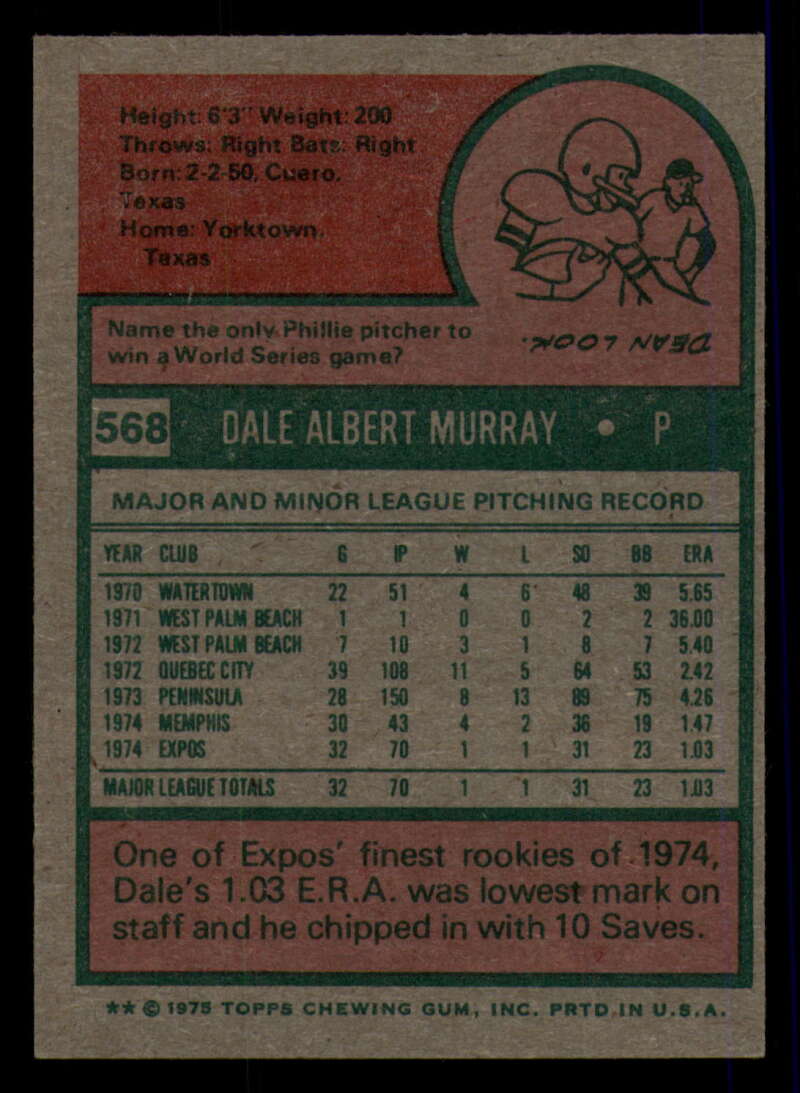 Height: 6'3" Weight: 200
Throws: Right Bats: Right
Born: 2-2-50, Cuero,
Texas
Home: Yorktown,
Texas
Name the only Phillie pitcher to
win a World Series game?
DEAN LOOK.
568 DALE ALBERT MURRAY • P
MAJOR AND MINOR LEAGUE PITCHING RECORD
YEAR CLUB G IP W L SO BB ERA
1970 WATERTOWN 22 51 4 6 48 39 5.65
1971 WEST PALM BEACH 1 1 0 0 2 2 36.00
1972 WEST PALM BEACH 7 10 3 1 8 7 5.40
1972 QUEBEC CITY 39 108 11 5 64 53 2.42
1973 PENINSULA 28 150 8 13 89 75 4.26
1974 MEMPHIS 30 43 4 2 36 19 1.47
1974 EXPOS 32 70 1 1 31 23 1.03
MAJOR LEAGUE TOTALS 32 70 1 1 31 23 1.03
One of Expos' finest rookies of 1974,
Dale's 1.03 E.R.A. was lowest mark on
staff and he chipped in with 10 Saves.
** © 1975 TOPPS CHEWING GUM, INC. PRTD. IN U.S.A.